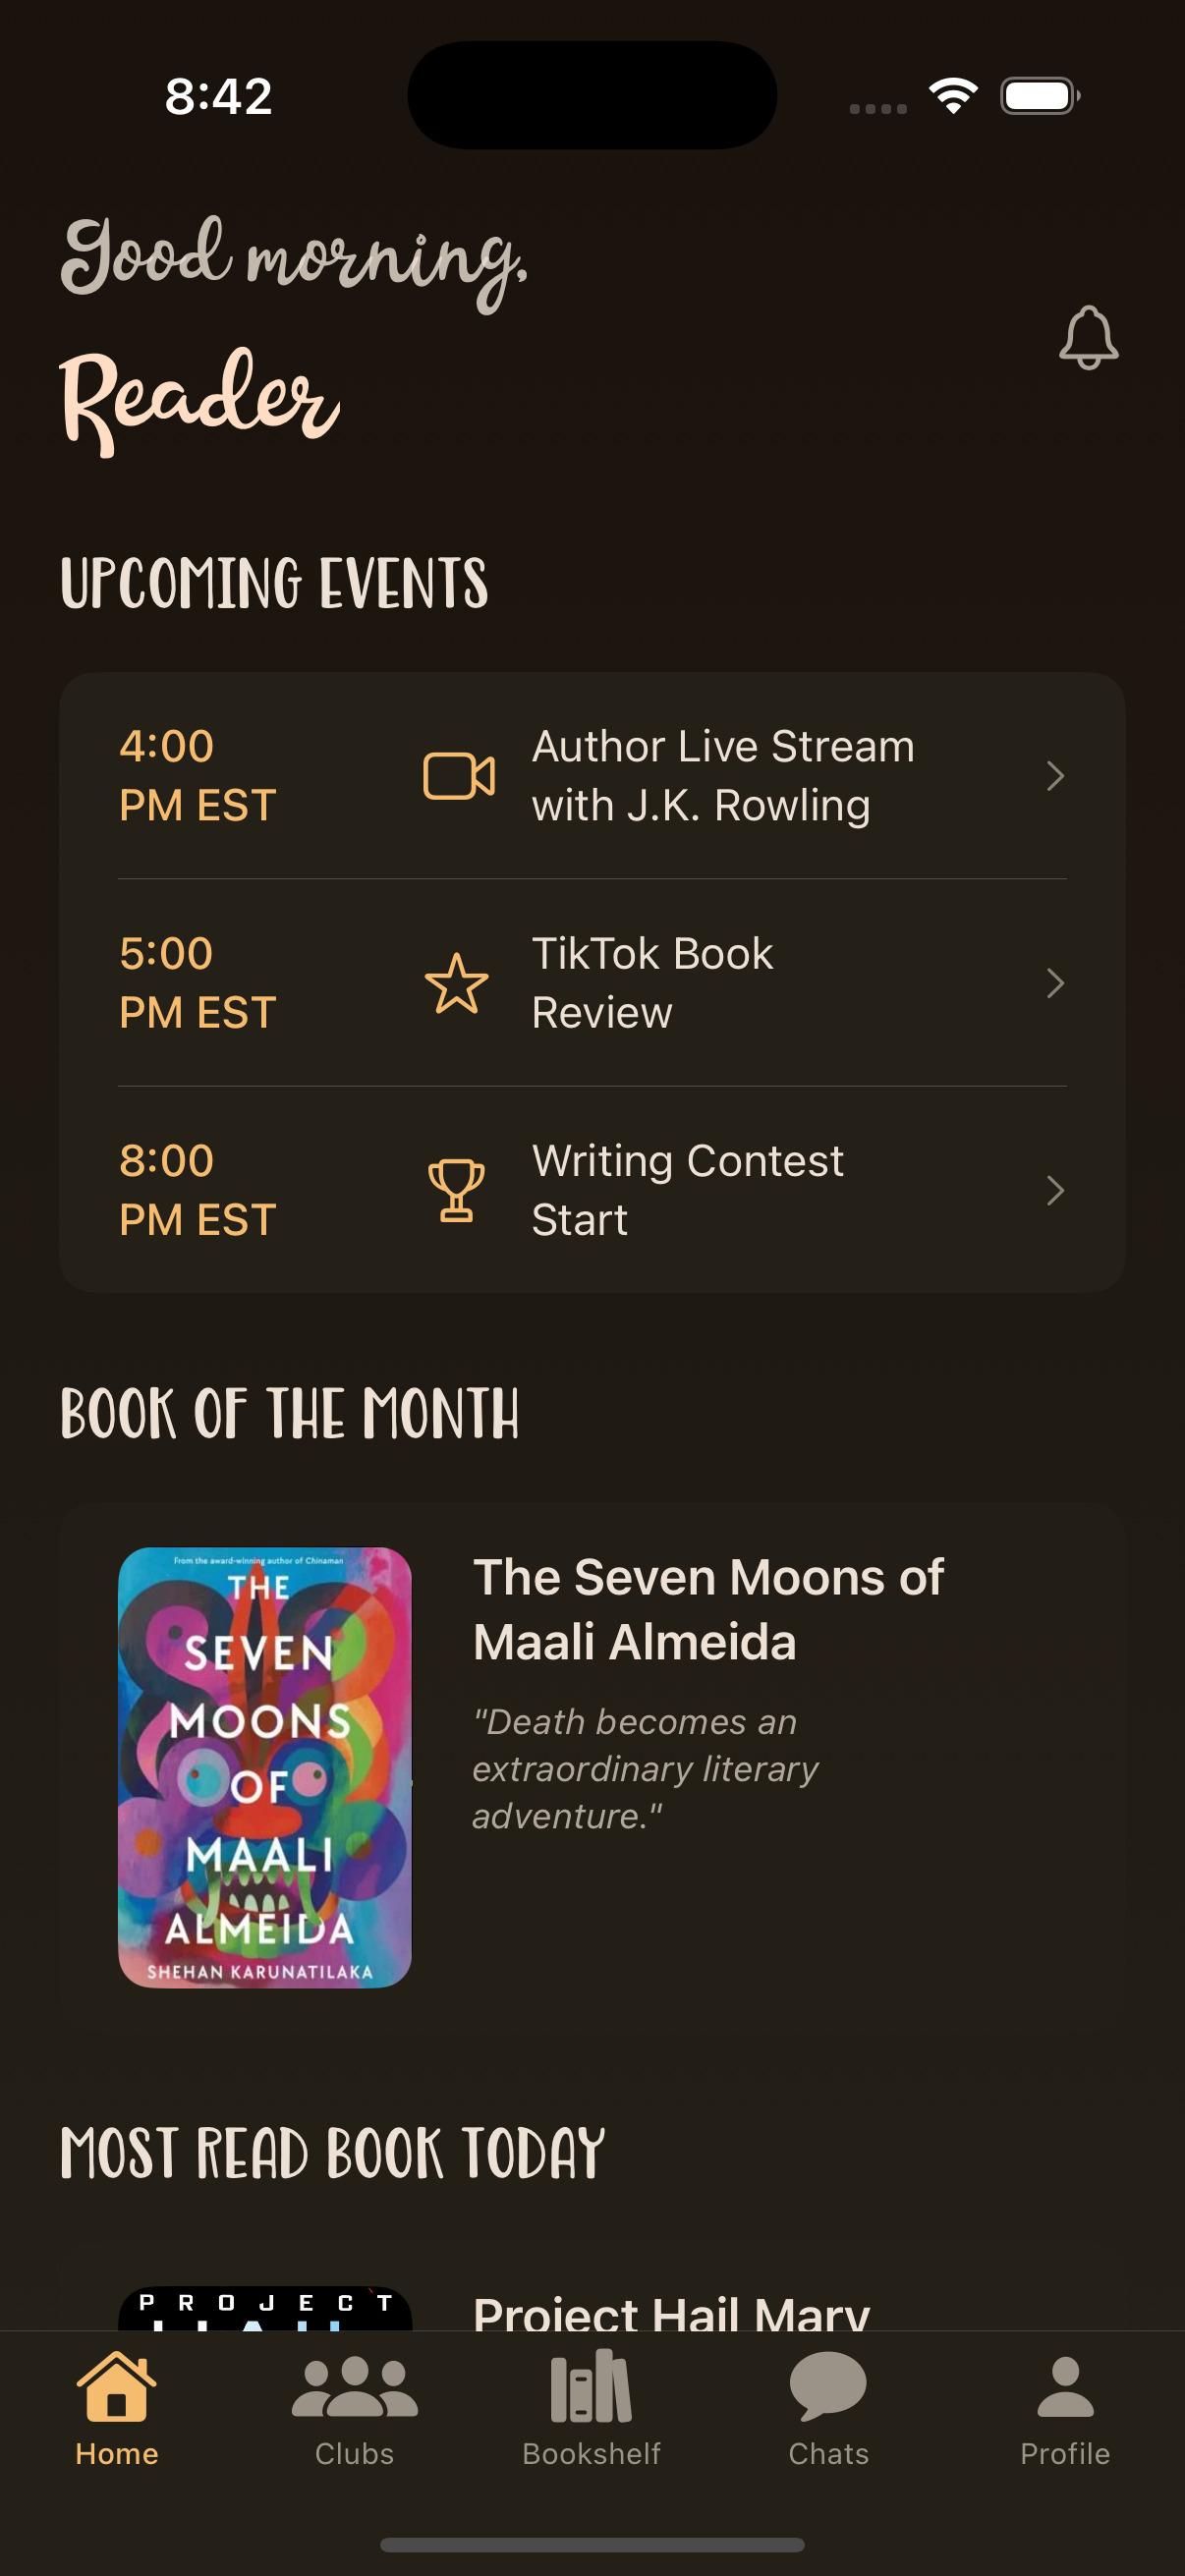 8:42
Good morning,
Reader
UPCOMING EVENTS
4:00
PM EST
Author Live Stream
with J.K. Rowling
5:00
PM EST
TikTok Book
Review
8:00
PM EST
Writing Contest
Start
BOOK OF THE MONTH
From the award-winning author of Chinaman
THE
SEVEN
MOONS
OF
MAALI
ALMEIDA
SHEHAN KARUNATILAKA
The Seven Moons of
Maali Almeida
"Death becomes an
extraordinary literary
adventure."
MOST READ BOOK TODAY
PROJECT
Project Hail Mary
Home
Clubs
Bookshelf
Chats
Profile